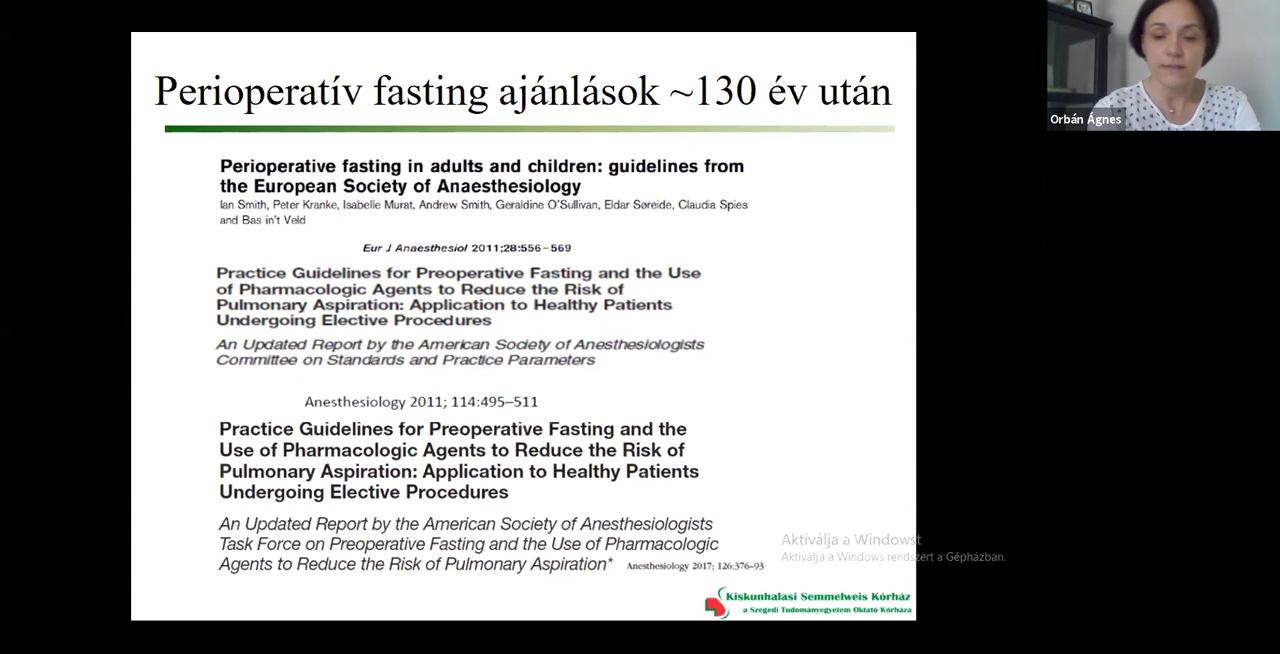 Perioperatív fasting ajánlások ~130 év után
Orbán Ágnes
Perioperative fasting in adults and children: guidelines from
the European Society of Anaesthesiology
Ian Smith, Peter Kranke, Isabelle Murat, Andrew Smith, Geraldine O'Sullivan, Eldar Søreide, Claudia Spies
and Bas in't Veld
Eur J Anaesthesiol 2011;28:556–569
Practice Guidelines for Preoperative Fasting and the Use
of Pharmacologic Agents to Reduce the Risk of
Pulmonary Aspiration: Application to Healthy Patients
Undergoing Elective Procedures
An Updated Report by the American Society of Anesthesiologists
Committee on Standards and Practice Parameters
Anesthesiology 2011; 114:495–511
Practice Guidelines for Preoperative Fasting and the
Use of Pharmacologic Agents to Reduce the Risk of
Pulmonary Aspiration: Application to Healthy Patients
Undergoing Elective Procedures
An Updated Report by the American Society of Anesthesiologists
Task Force on Preoperative Fasting and the Use of Pharmacologic
Agents to Reduce the Risk of Pulmonary Aspiration* Anesthesiology 2017; 126:376–93
Aktiválja a Windowst
Aktiválja a Windows rendszert a Gépházban.
Kiskunhalasi Semmelweis Kórház
a Szegedi Tudományegyetem Oktató Kórháza